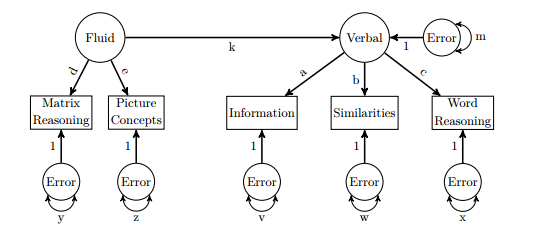 Fluid
Verbal
Error
m
k
1
d
e
a
b
c
Matrix
Reasoning
Picture
Concepts
Information
Similarities
Word
Reasoning
1
1
1
1
1
Error
Error
Error
Error
Error
y
z
v
w
x